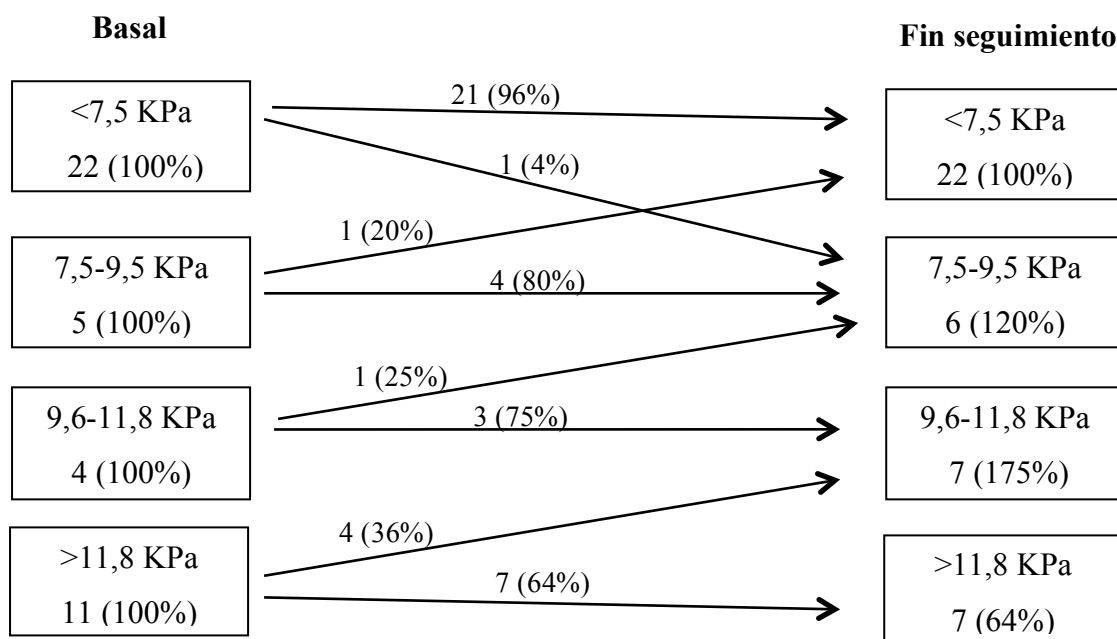 Basal
Fin seguimiento
<7,5 KPa
22 (100%)
21 (96%)
1 (4%)
<7,5 KPa
22 (100%)
7,5-9,5 KPa
5 (100%)
1 (20%)
4 (80%)
7,5-9,5 KPa
6 (120%)
9,6-11,8 KPa
4 (100%)
1 (25%)
3 (75%)
9,6-11,8 KPa
7 (175%)
>11,8 KPa
11 (100%)
4 (36%)
7 (64%)
>11,8 KPa
7 (64%)